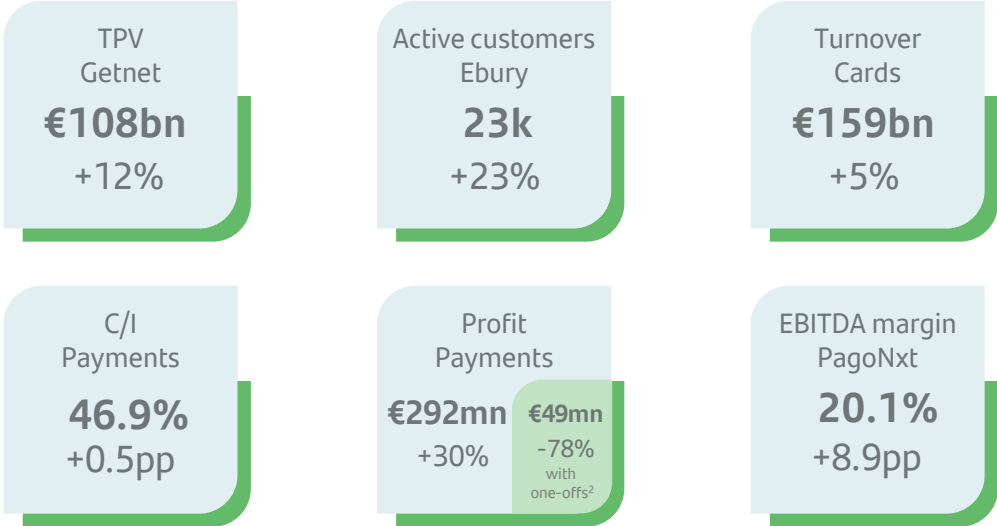 TPV
Getnet
€108bn
+12%
Active customers
Ebury
23k
+23%
Turnover
Cards
€159bn
+5%
C/I
Payments
46.9%
+0.5pp
Profit
Payments
€292mn
+30%
€49mn
-78%
with
one-offs²
EBITDA margin
PagoNxt
20.1%
+8.9pp